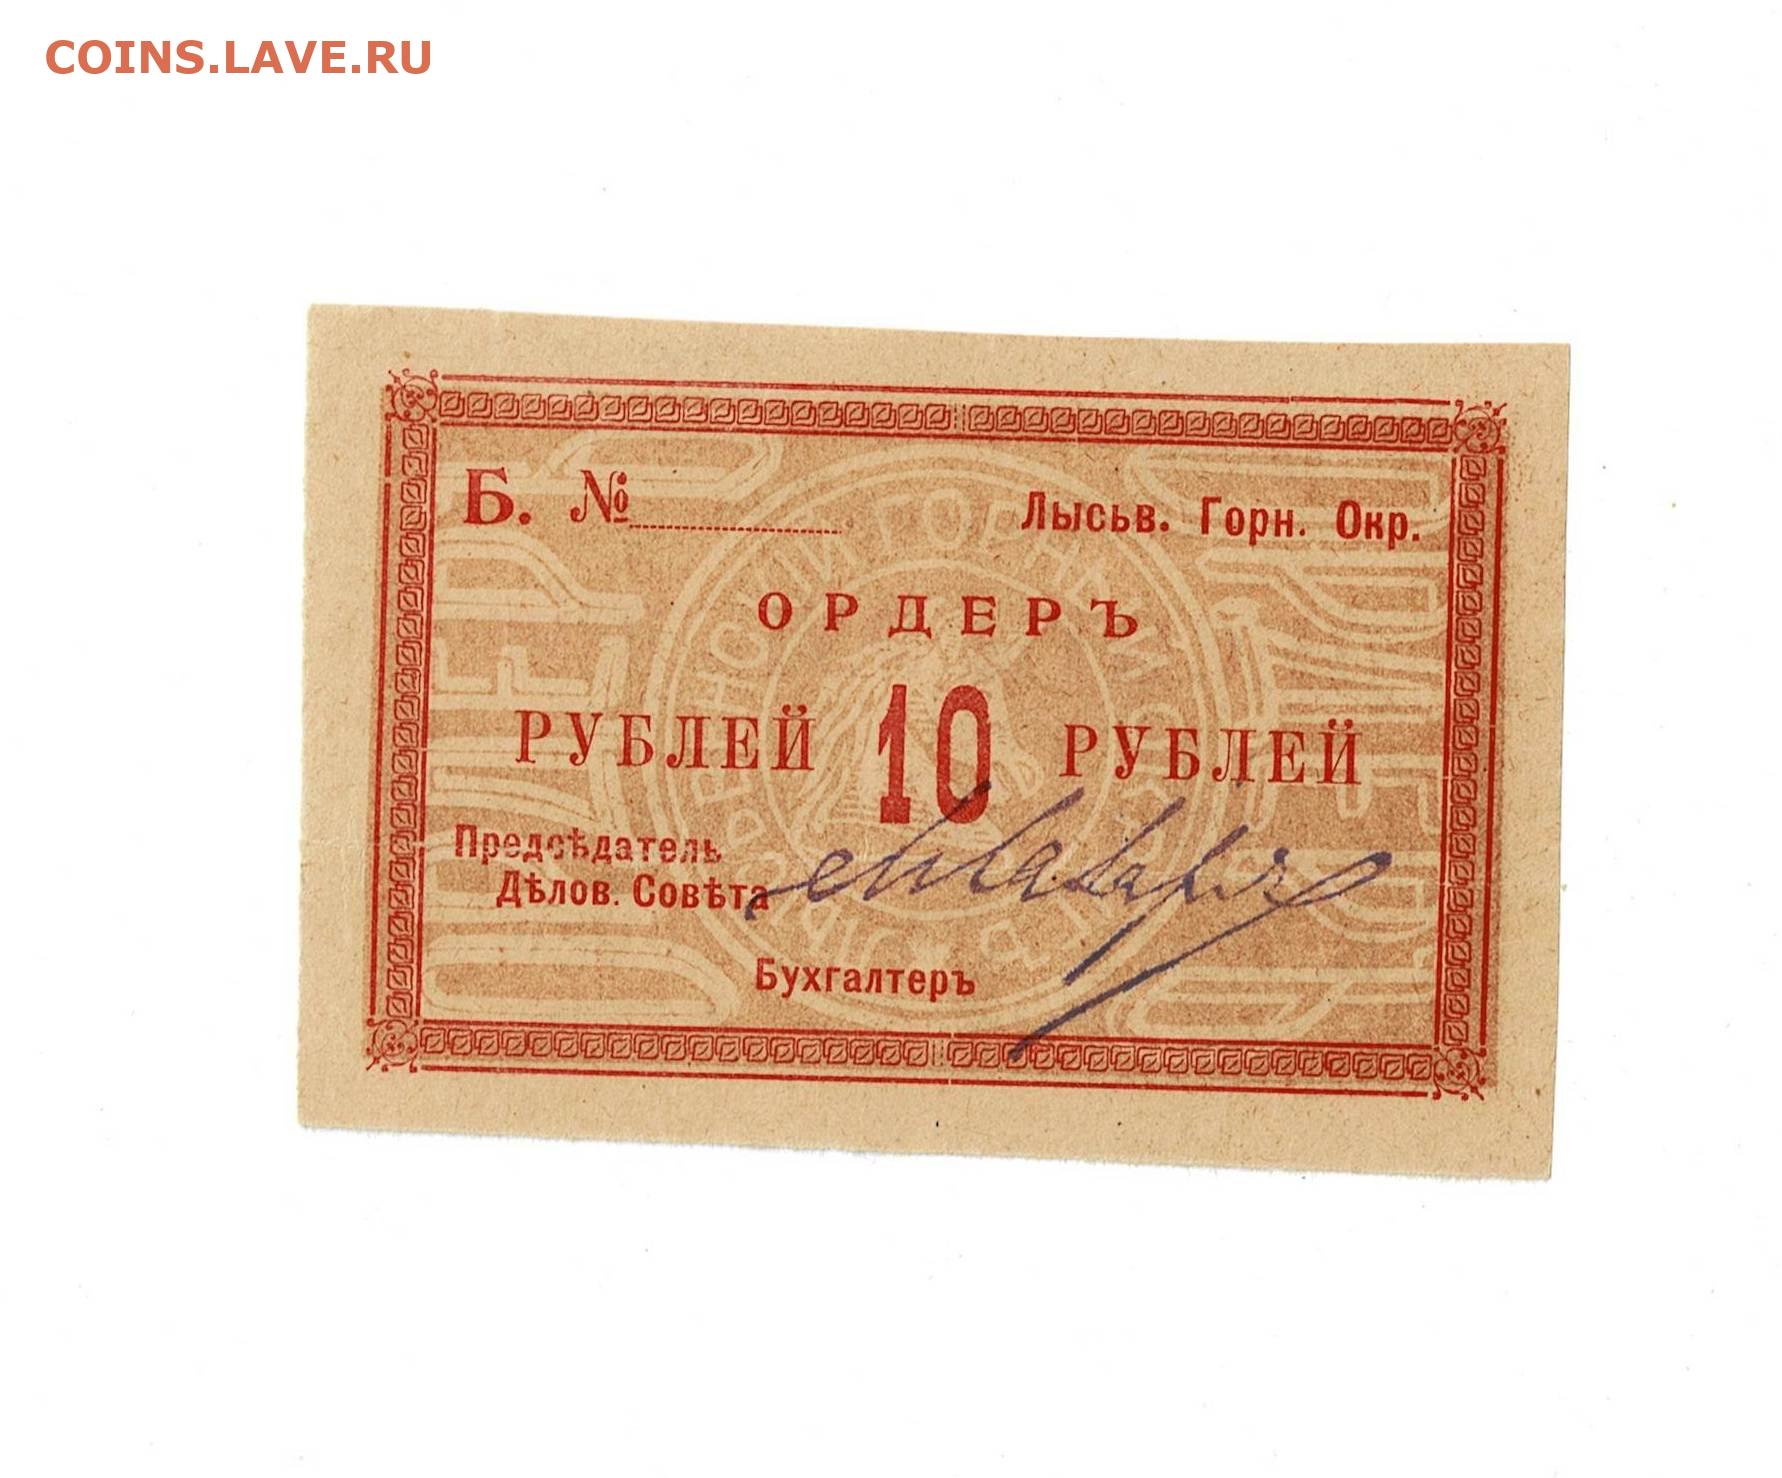 COINS.LAVE.RU
Б. № Лысьв. Горн. Окр.
ОРДЕРЪ
РУБЛЕЙ 10 РУБЛЕЙ
Предсѣдатель
Дѣлов. Совѣта
Бухгалтеръ